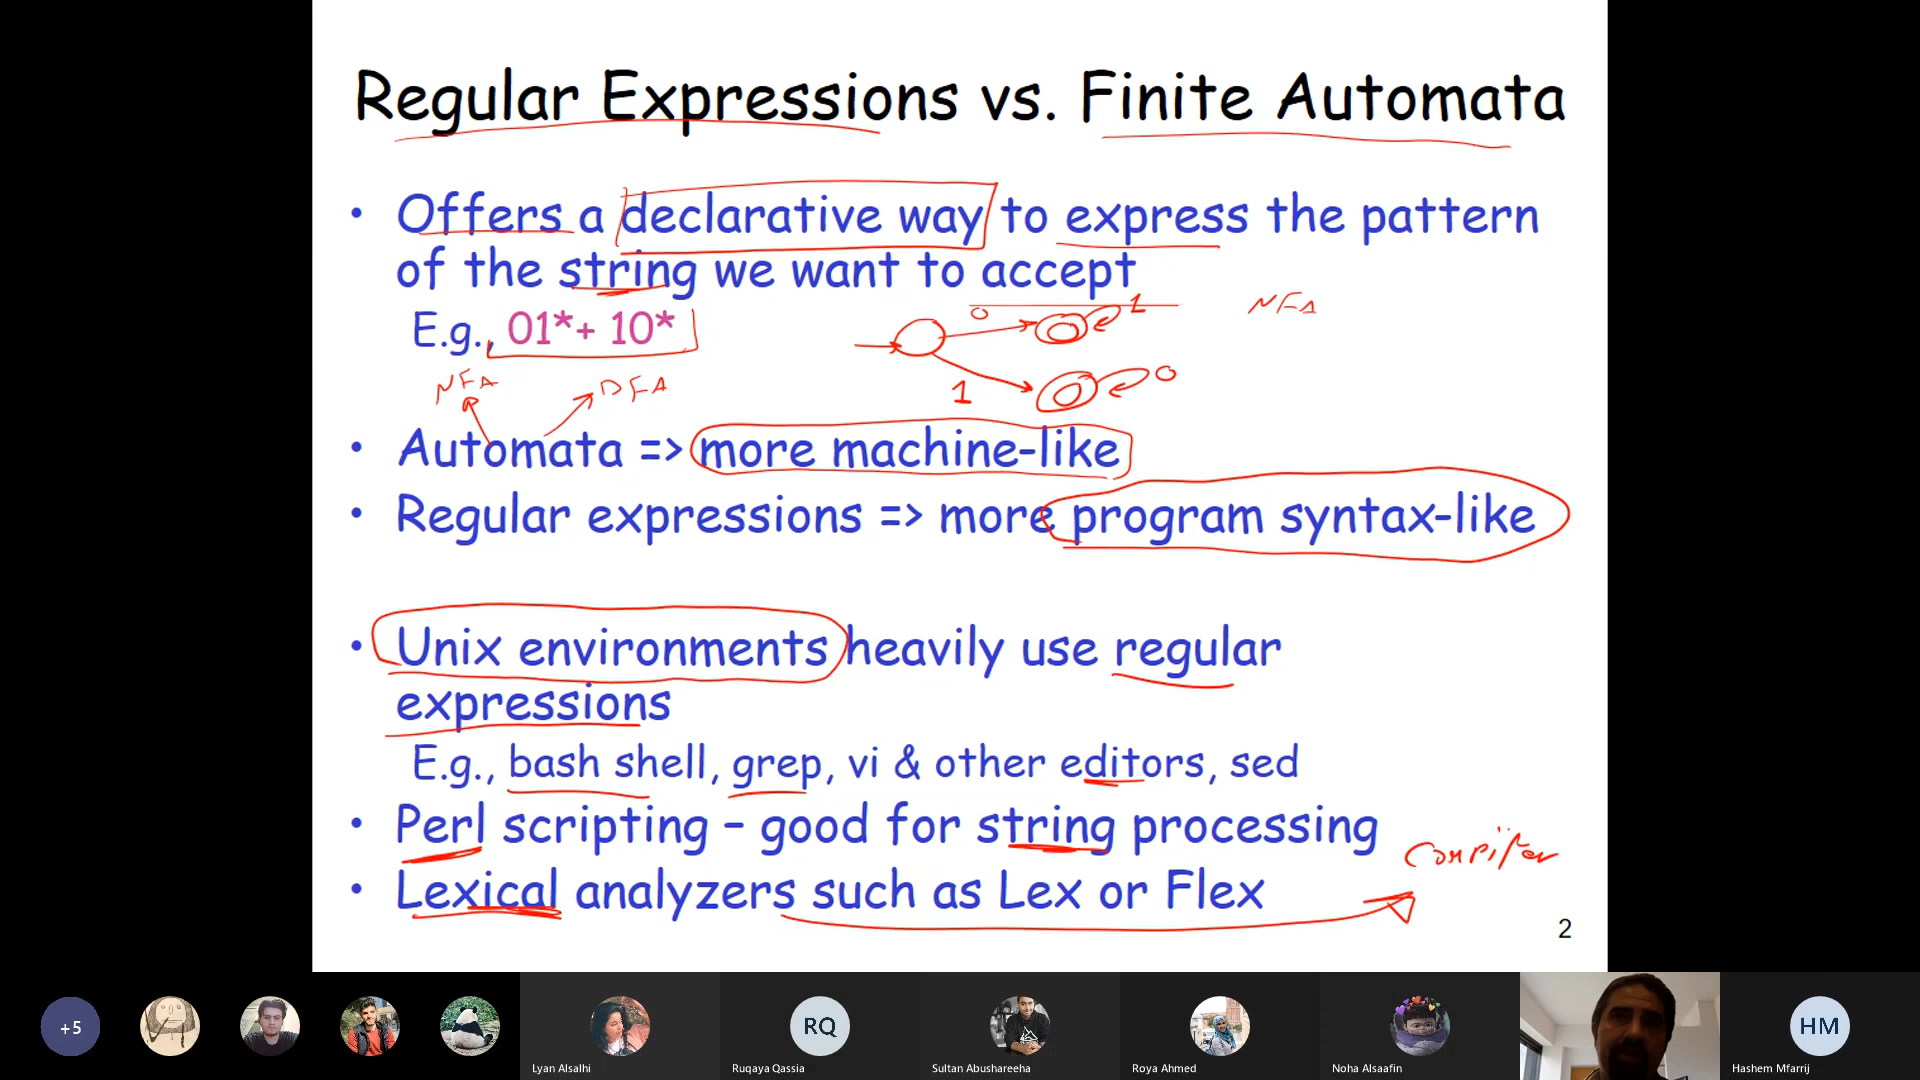 Regular Expressions vs. Finite Automata
• Offers a declarative way to express the pattern
of the string we want to accept
E.g., 01*+ 10*
0
1
NFA
1
0
NFA
DFA
• Automata => more machine-like
• Regular expressions => more program syntax-like
• Unix environments heavily use regular
expressions
E.g., bash shell, grep, vi & other editors, sed
• Perl scripting – good for string processing
Compiler
• Lexical analyzers such as Lex or Flex
2
+5
RQ
HM
Lyan Alsalhi
Ruqaya Qassia
Sultan Abushareeha
Roya Ahmed
Noha Alsaafin
Hashem Mfarrij